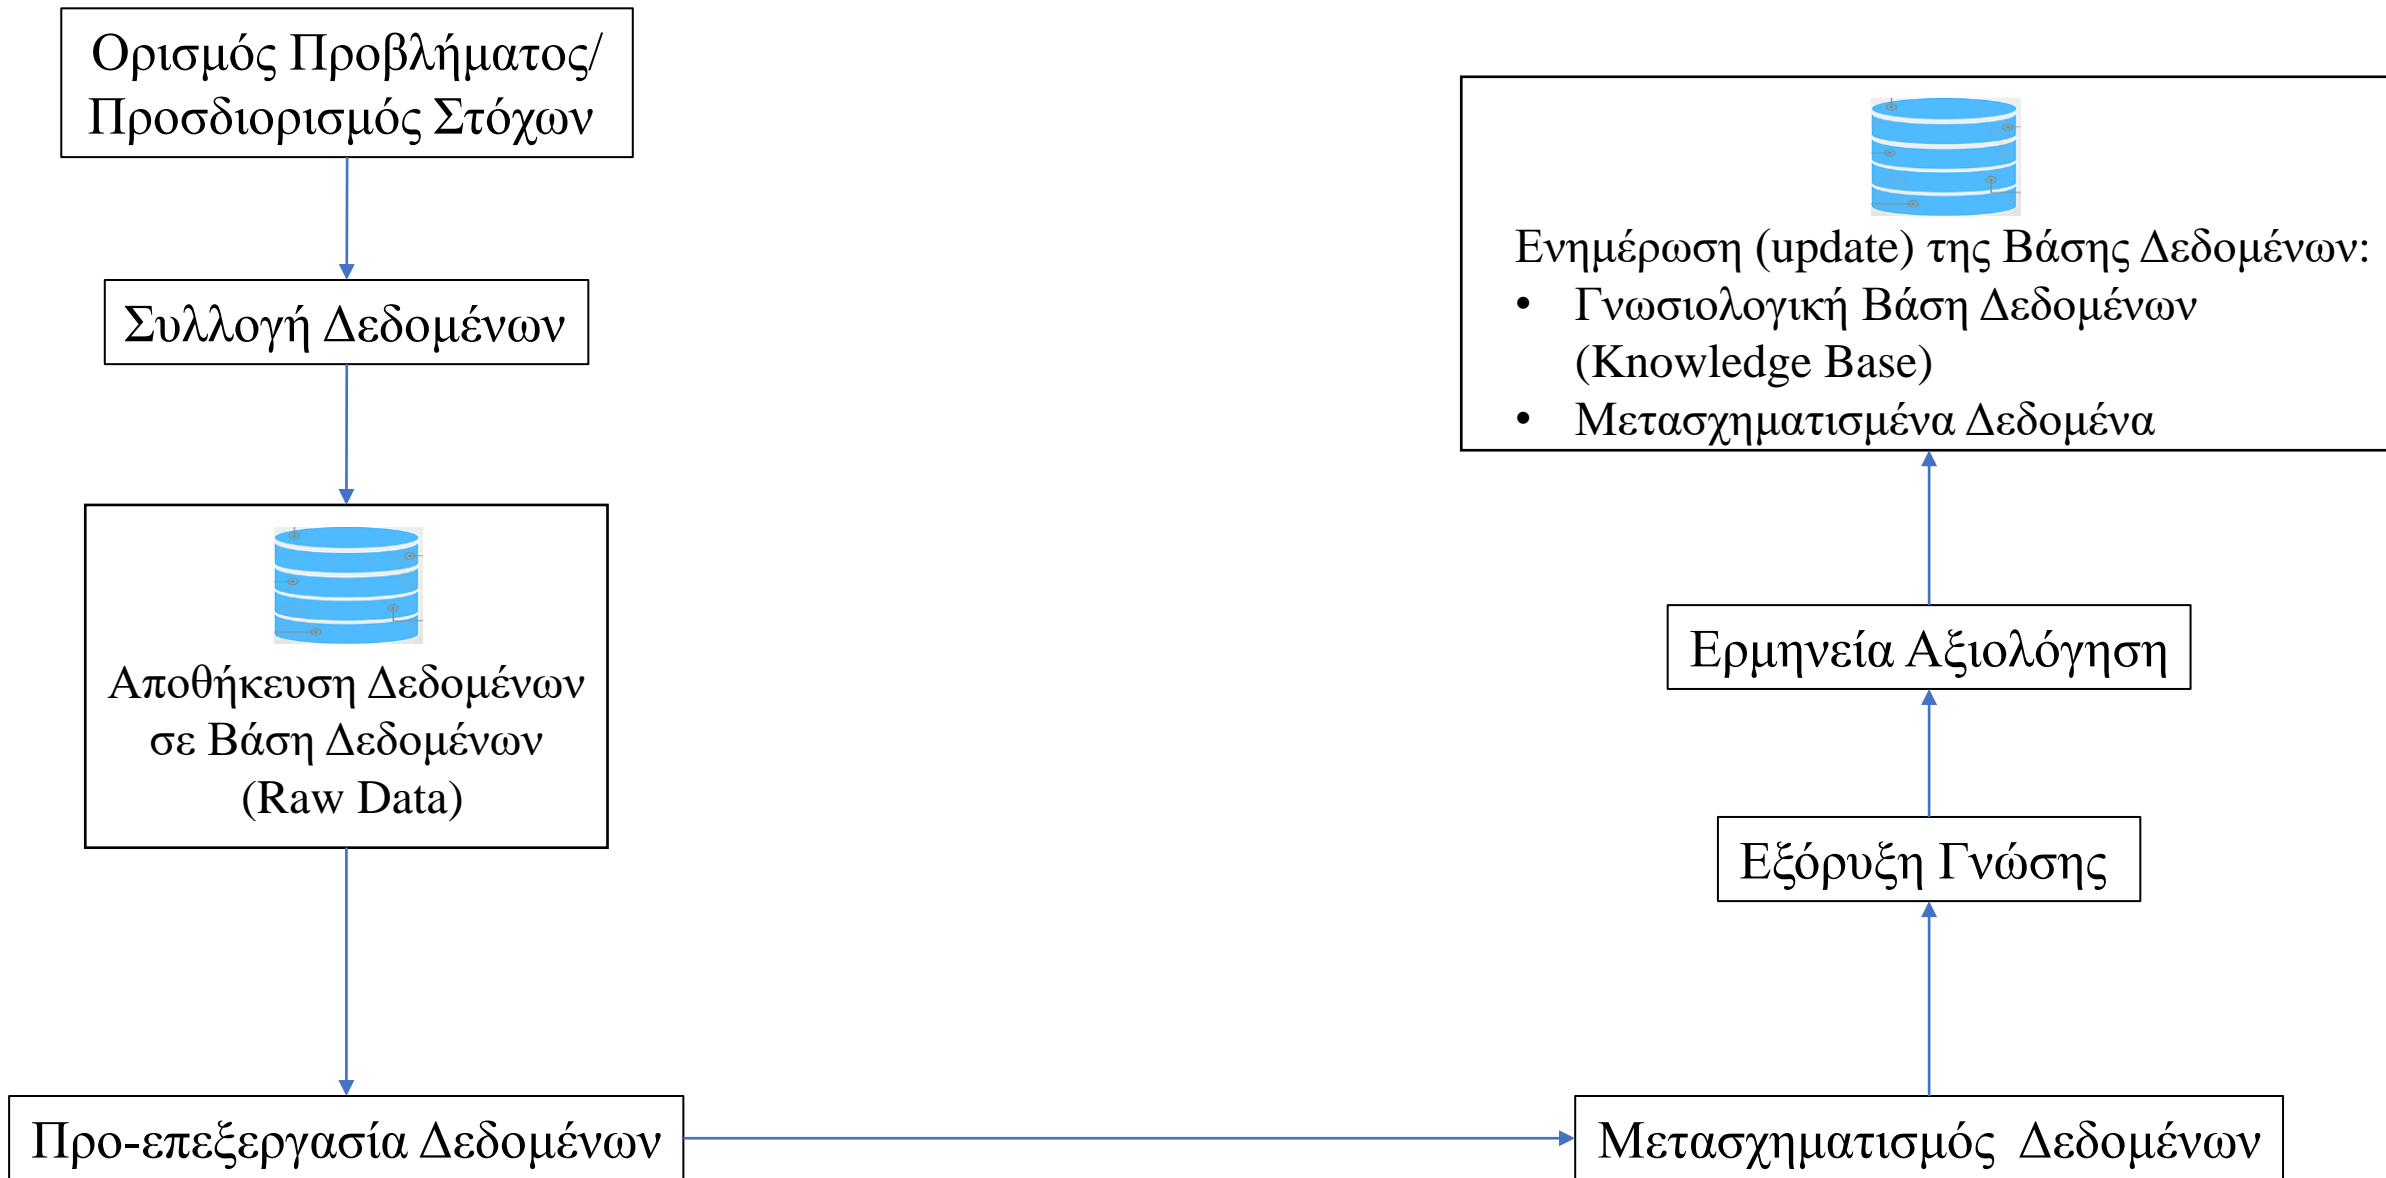 Ορισμός Προβλήματος/
Προσδιορισμός Στόχων
Συλλογή Δεδομένων
Αποθήκευση Δεδομένων
σε Βάση Δεδομένων
(Raw Data)
Προ-επεξεργασία Δεδομένων
Μετασχηματισμός Δεδομένων
Εξόρυξη Γνώσης
Ερμηνεία Αξιολόγηση
Ενημέρωση (update) της Βάσης Δεδομένων:
• Γνωσιολογική Βάση Δεδομένων
(Knowledge Base)
• Μετασχηματισμένα Δεδομένα